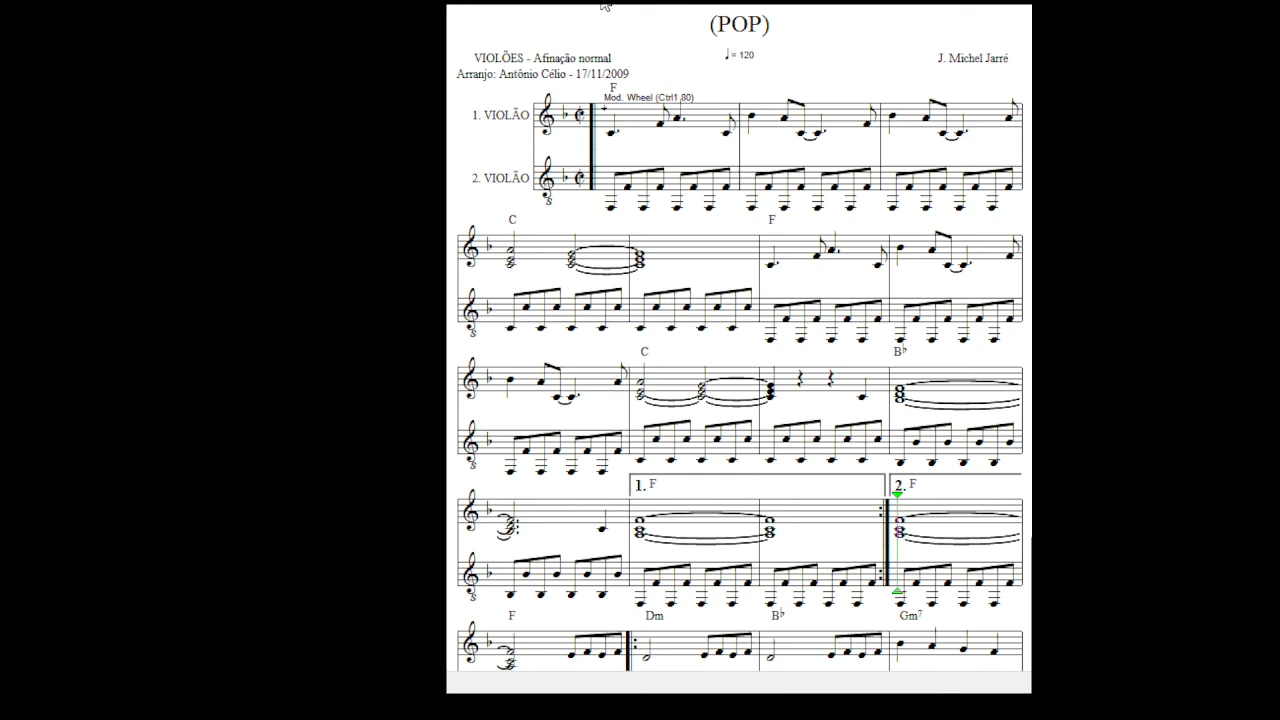 (POP)
VIOLÕES - Afinação normal
♩ = 120
J. Michel Jarré
Arranjo: Antônio Célio - 17/11/2009
F
Mod. Wheel (Ctrl1 80)
1. VIOLÃO
2. VIOLÃO
C F
C B♭
1. F 2. F
F Dm B♭ Gm7